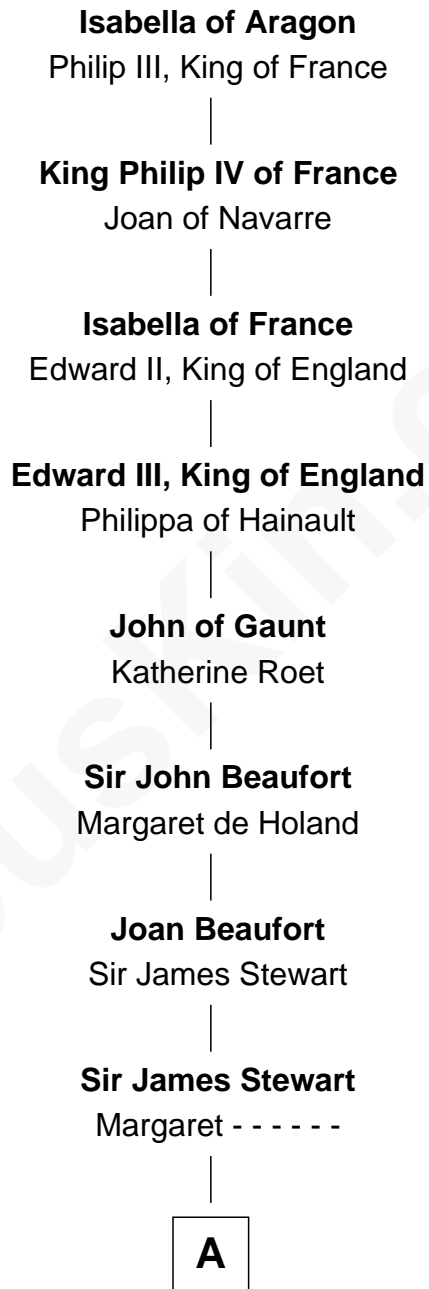 Isabella of Aragon
Philip III, King of France
King Philip IV of France
Joan of Navarre
Isabella of France
Edward II, King of England
Edward III, King of England
Philippa of Hainault
John of Gaunt
Katherine Roet
Sir John Beaufort
Margaret de Holand
Joan Beaufort
Sir James Stewart
Sir James Stewart
Margaret - - - - - -
A